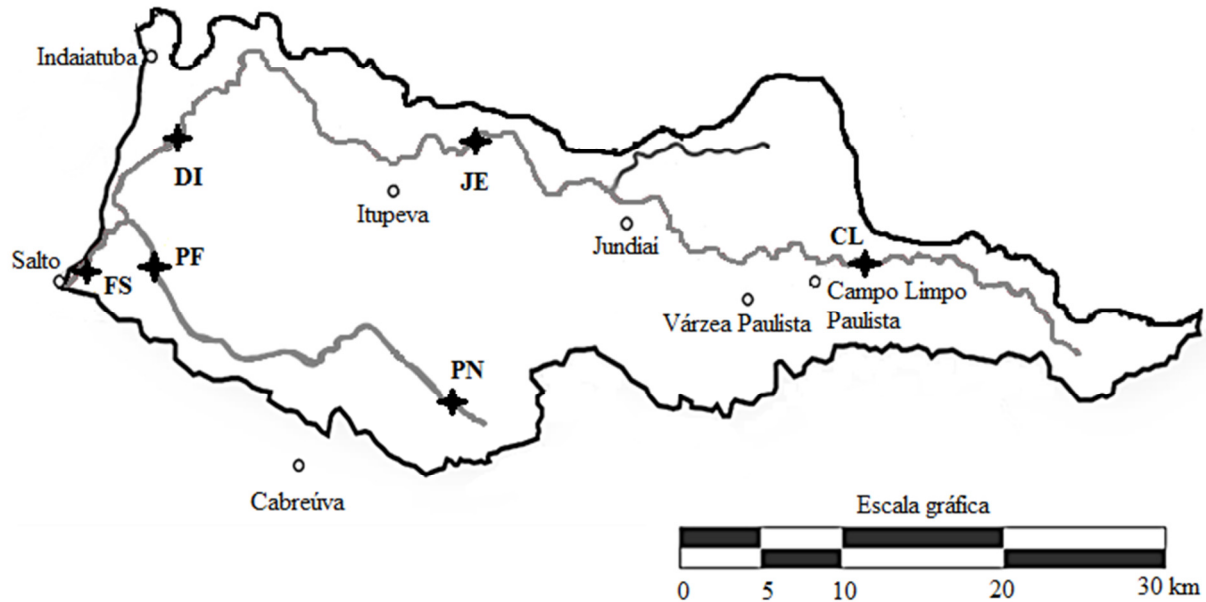 Indaiatuba
DI
JE
Itupeva
Jundiai
CL
Salto
FS
PF
Campo Limpo
Paulista
Várzea Paulista
PN
Cabreúva
Escala gráfica
0 5 10 20 30 km